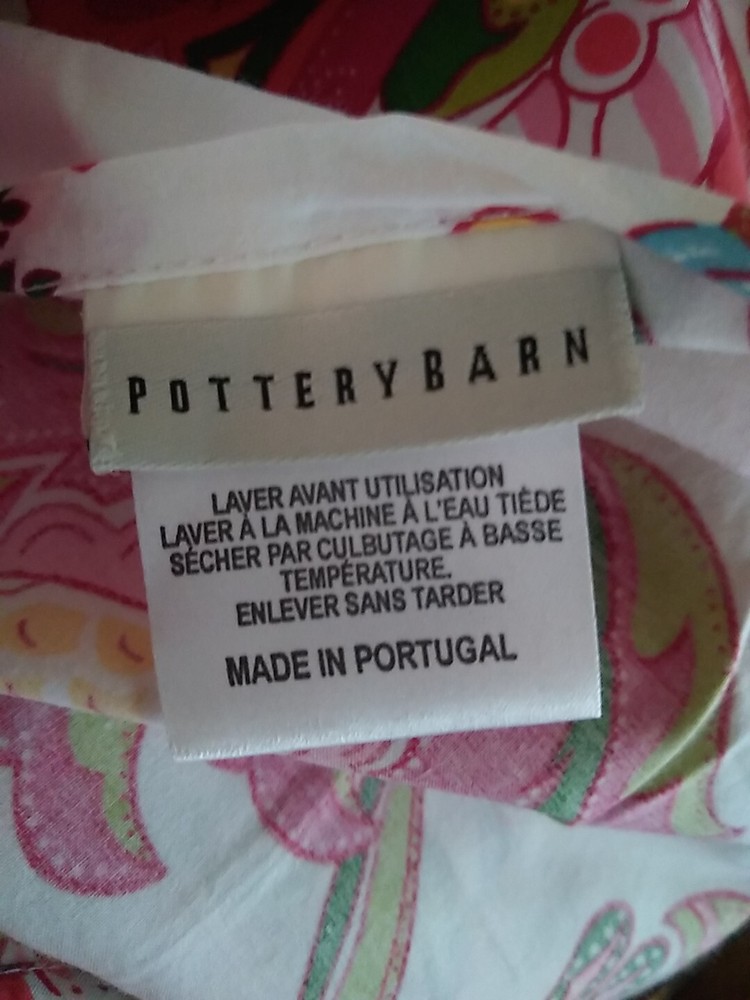 POTTERYBARN
LAVER AVANT UTILISATION
LAVER À LA MACHINE À L'EAU TIÈDE
SÉCHER PAR CULBUTAGE À BASSE
TEMPÉRATURE.
ENLEVER SANS TARDER
MADE IN PORTUGAL